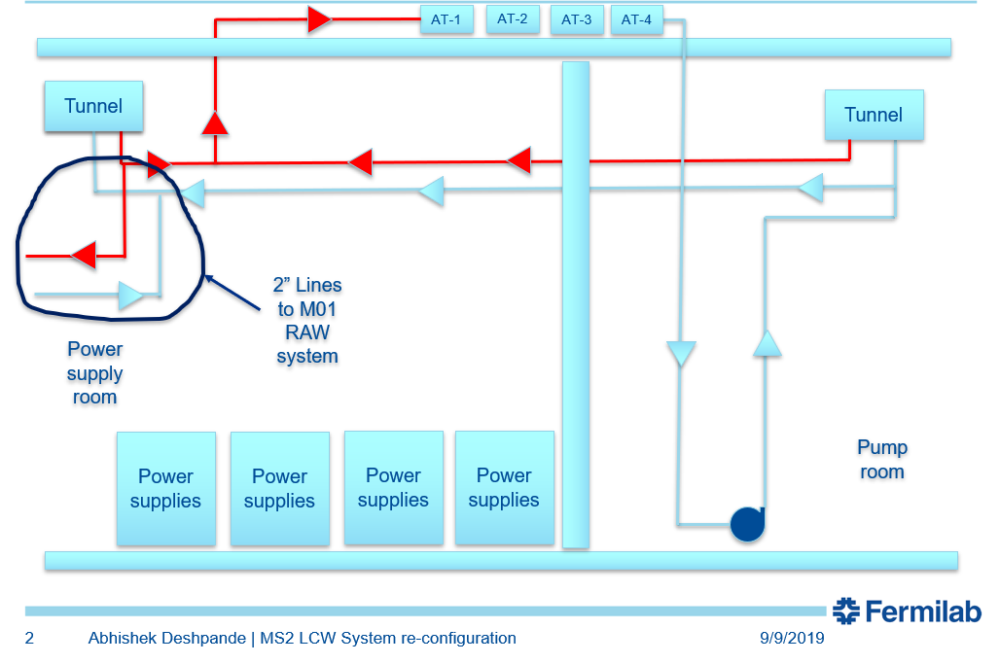 AT-1 AT-2 AT-3 AT-4
Tunnel
Tunnel
2” Lines
to M01
RAW
system
Power
supply
room
Power
supplies
Power
supplies
Power
supplies
Power
supplies
Pump
room
Fermilab
2 Abhishek Deshpande | MS2 LCW System re-configuration 9/9/2019